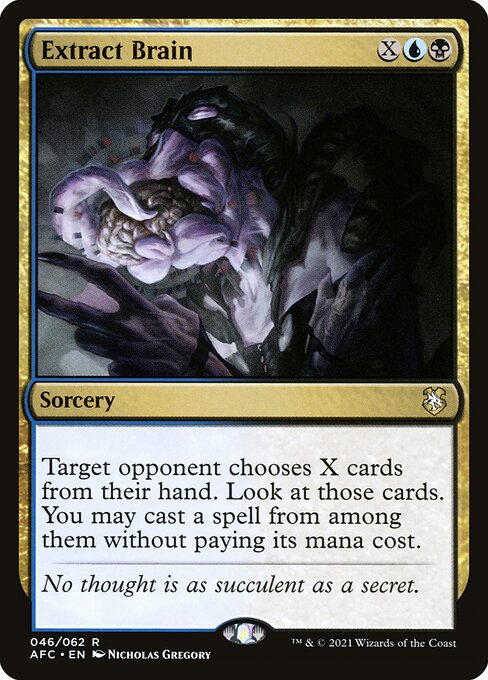 Extract Brain X
Sorcery
Target opponent chooses X cards
from their hand. Look at those cards.
You may cast a spell from among
them without paying its mana cost.
No thought is as succulent as a secret.
046/062 R
AFC • EN Nicholas Gregory
™ & © 2021 Wizards of the Coast